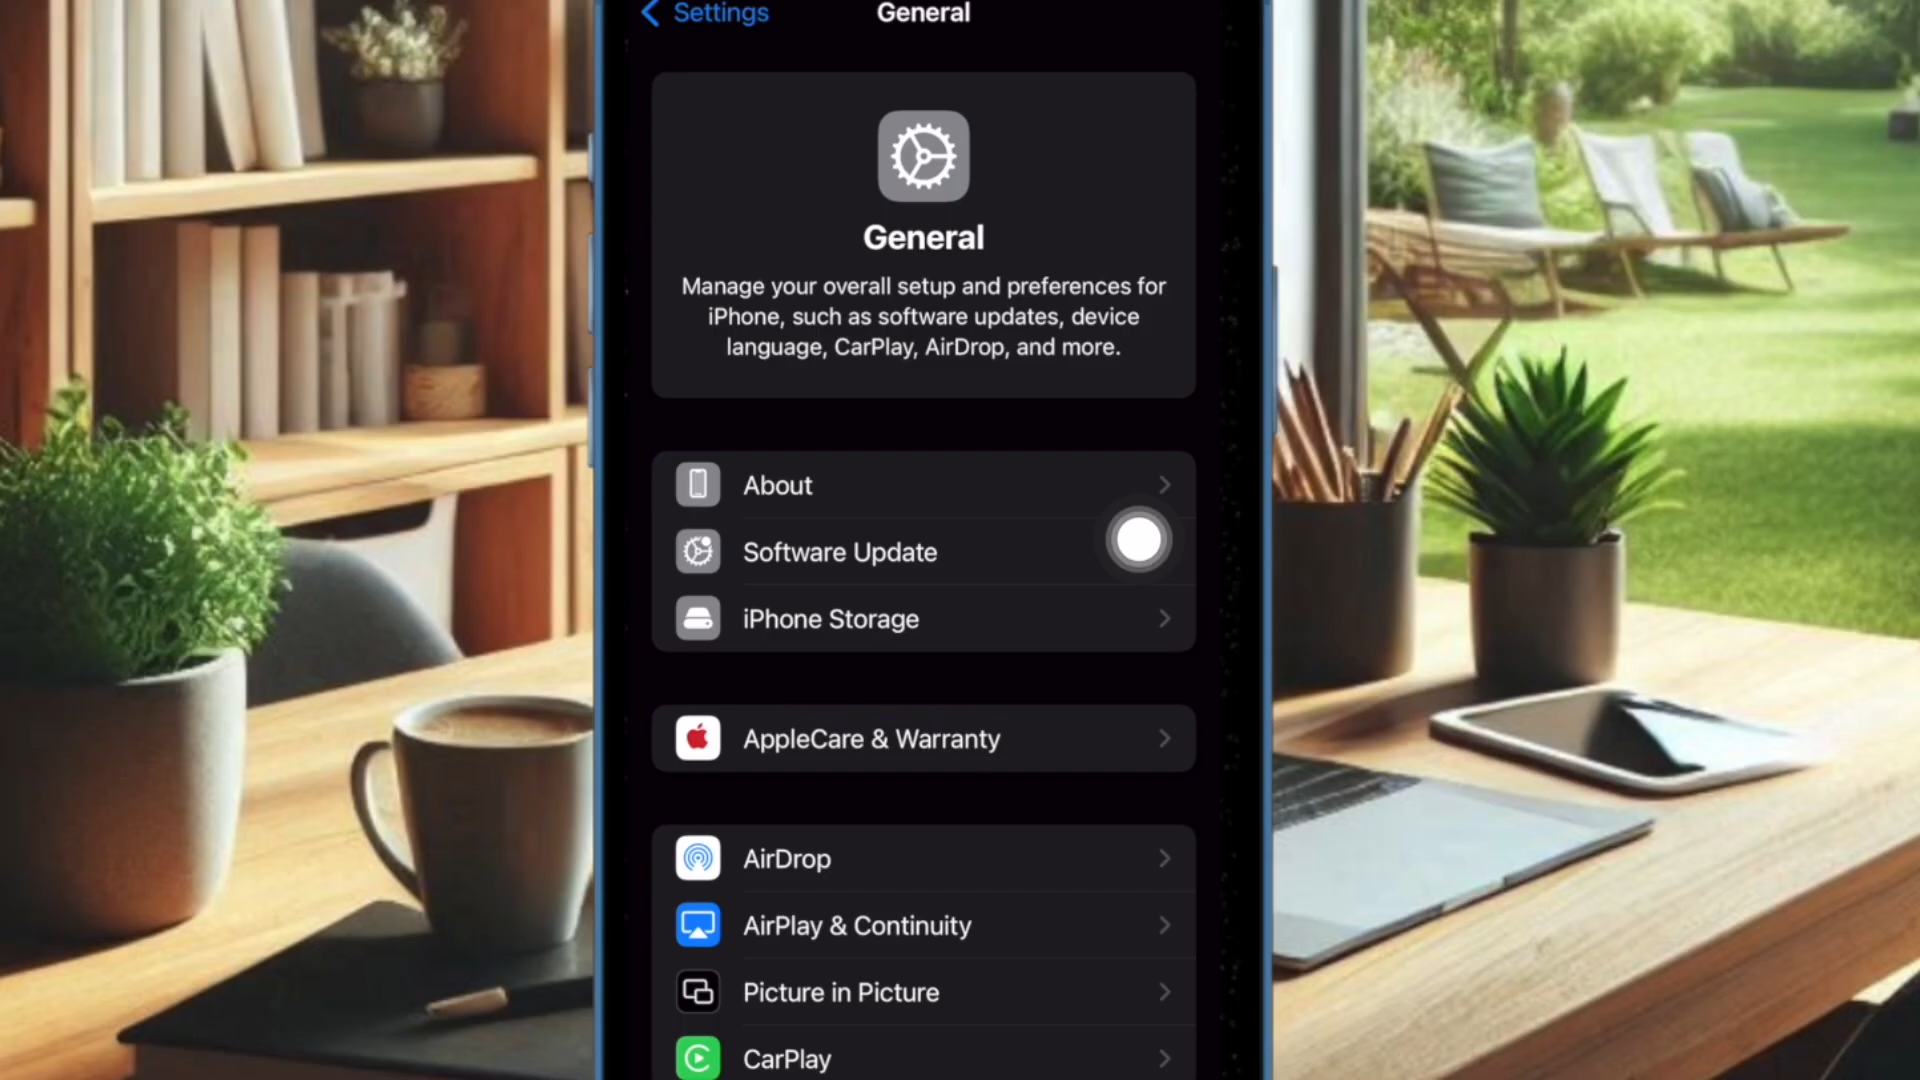 Settings
General
General
Manage your overall setup and preferences for
iPhone, such as software updates, device
language, CarPlay, AirDrop, and more.
About
Software Update
iPhone Storage
AppleCare & Warranty
AirDrop
AirPlay & Continuity
Picture in Picture
CarPlay